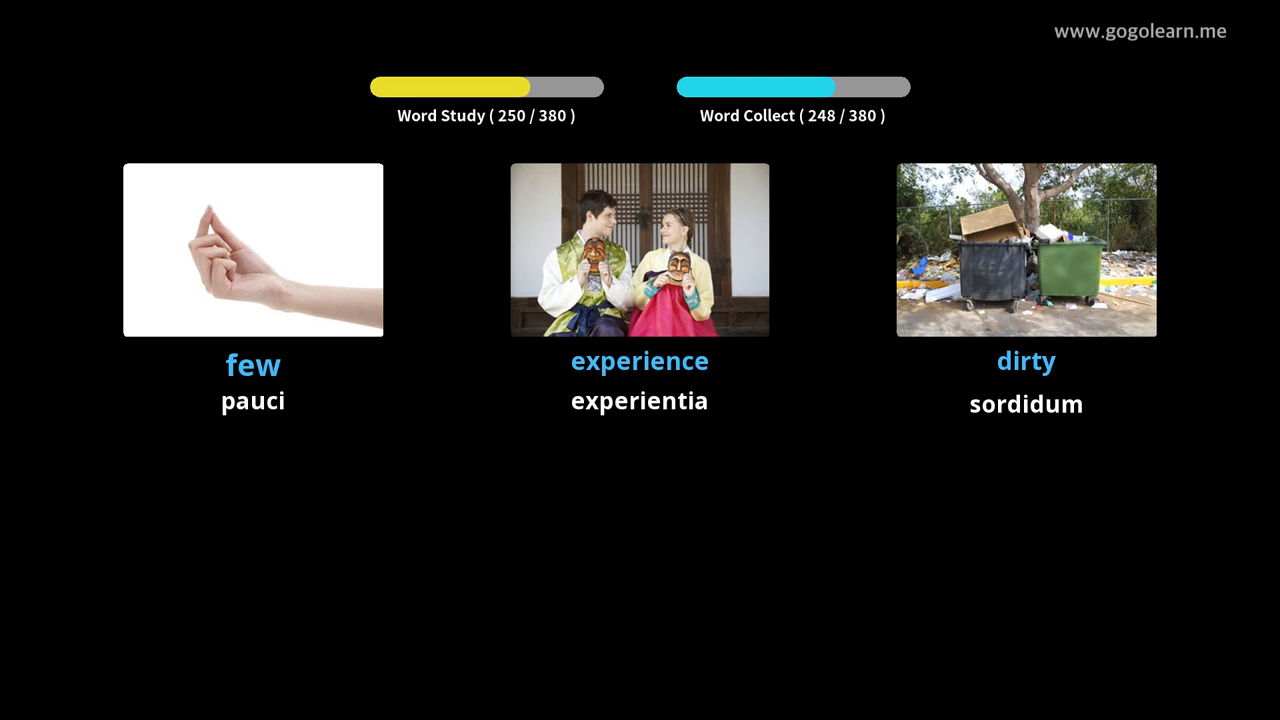 www.gogolearn.me
Word Study ( 250 / 380 )
Word Collect ( 248 / 380 )
few
pauci
experience
experientia
dirty
sordidum